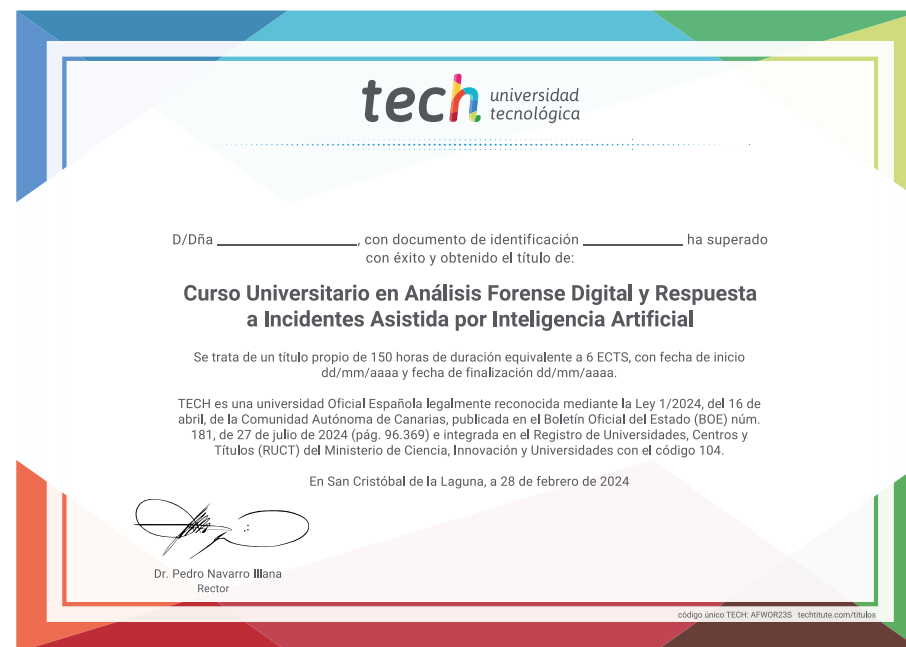 tech universidad
tecnológica
D/Dña ____________________, con documento de identificación ______________ ha superado
con éxito y obtenido el título de:
Curso Universitario en Análisis Forense Digital y Respuesta
a Incidentes Asistida por Inteligencia Artificial
Se trata de un título propio de 150 horas de duración equivalente a 6 ECTS, con fecha de inicio
dd/mm/aaaa y fecha de finalización dd/mm/aaaa.
TECH es una universidad Oficial Española legalmente reconocida mediante la Ley 1/2024, del 16 de
abril, de la Comunidad Autónoma de Canarias, publicada en el Boletín Oficial del Estado (BOE) núm.
181, de 27 de julio de 2024 (pág. 96.369) e integrada en el Registro de Universidades, Centros y
Títulos (RUCT) del Ministerio de Ciencia, Innovación y Universidades con el código 104.
En San Cristóbal de la Laguna, a 28 de febrero de 2024
Dr. Pedro Navarro Illana
Rector
código único TECH: AFWOR23S techtitute.com/titulos